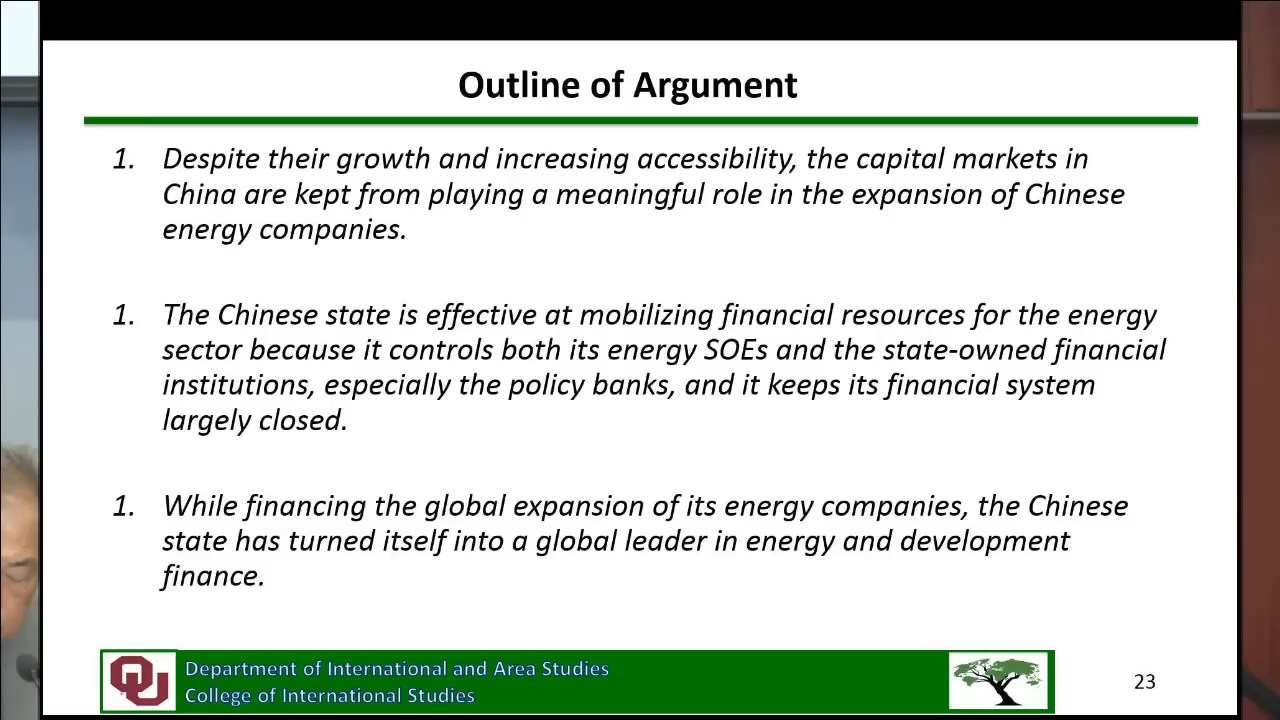 Outline of Argument
1. Despite their growth and increasing accessibility, the capital markets in
China are kept from playing a meaningful role in the expansion of Chinese
energy companies.
1. The Chinese state is effective at mobilizing financial resources for the energy
sector because it controls both its energy SOEs and the state-owned financial
institutions, especially the policy banks, and it keeps its financial system
largely closed.
1. While financing the global expansion of its energy companies, the Chinese
state has turned itself into a global leader in energy and development
finance.
OU
Department of International and Area Studies
College of International Studies
23